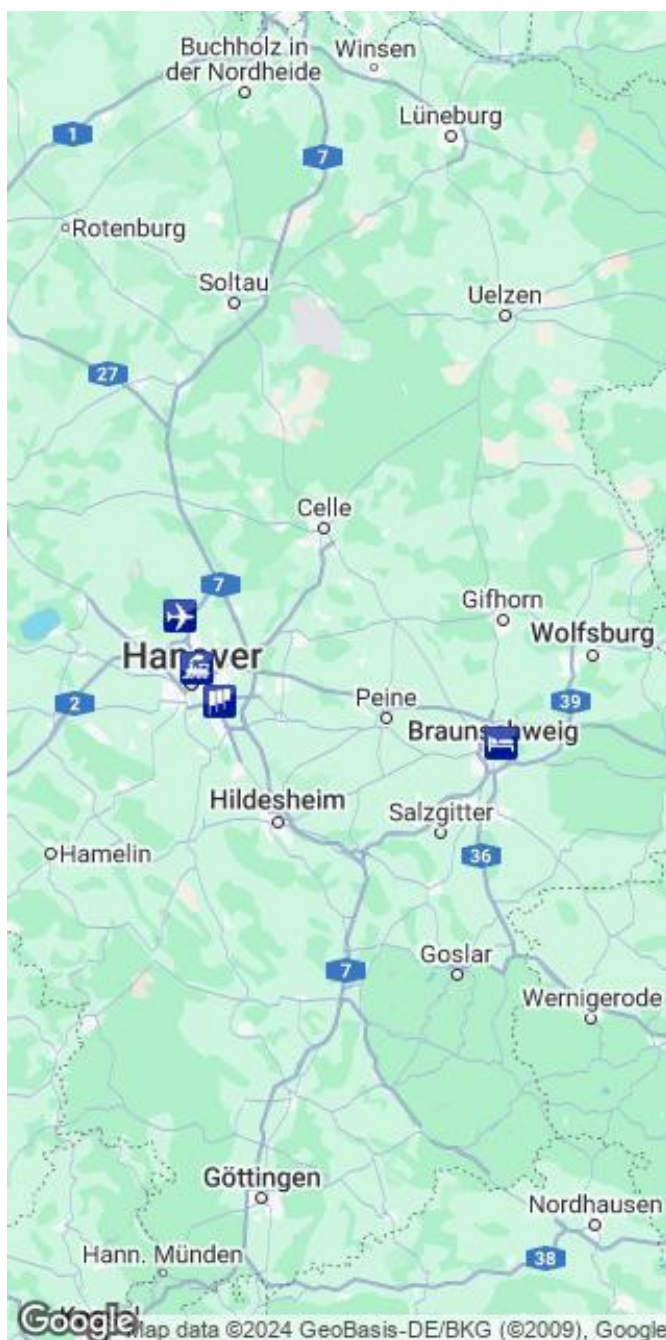 Buchholz in
der Nordheide
Winsen
Lüneburg
1
7
Rotenburg
Soltau
Uelzen
27
Celle
7
Gifhorn
Wolfsburg
Hanover
2
39
Peine
Braunschweig
Hildesheim
Salzgitter
Hamelin
36
Goslar
7
Wernigerode
Göttingen
Nordhausen
Hann. Münden
38
Google
Map data ©2024 GeoBasis-DE/BKG (©2009), Google